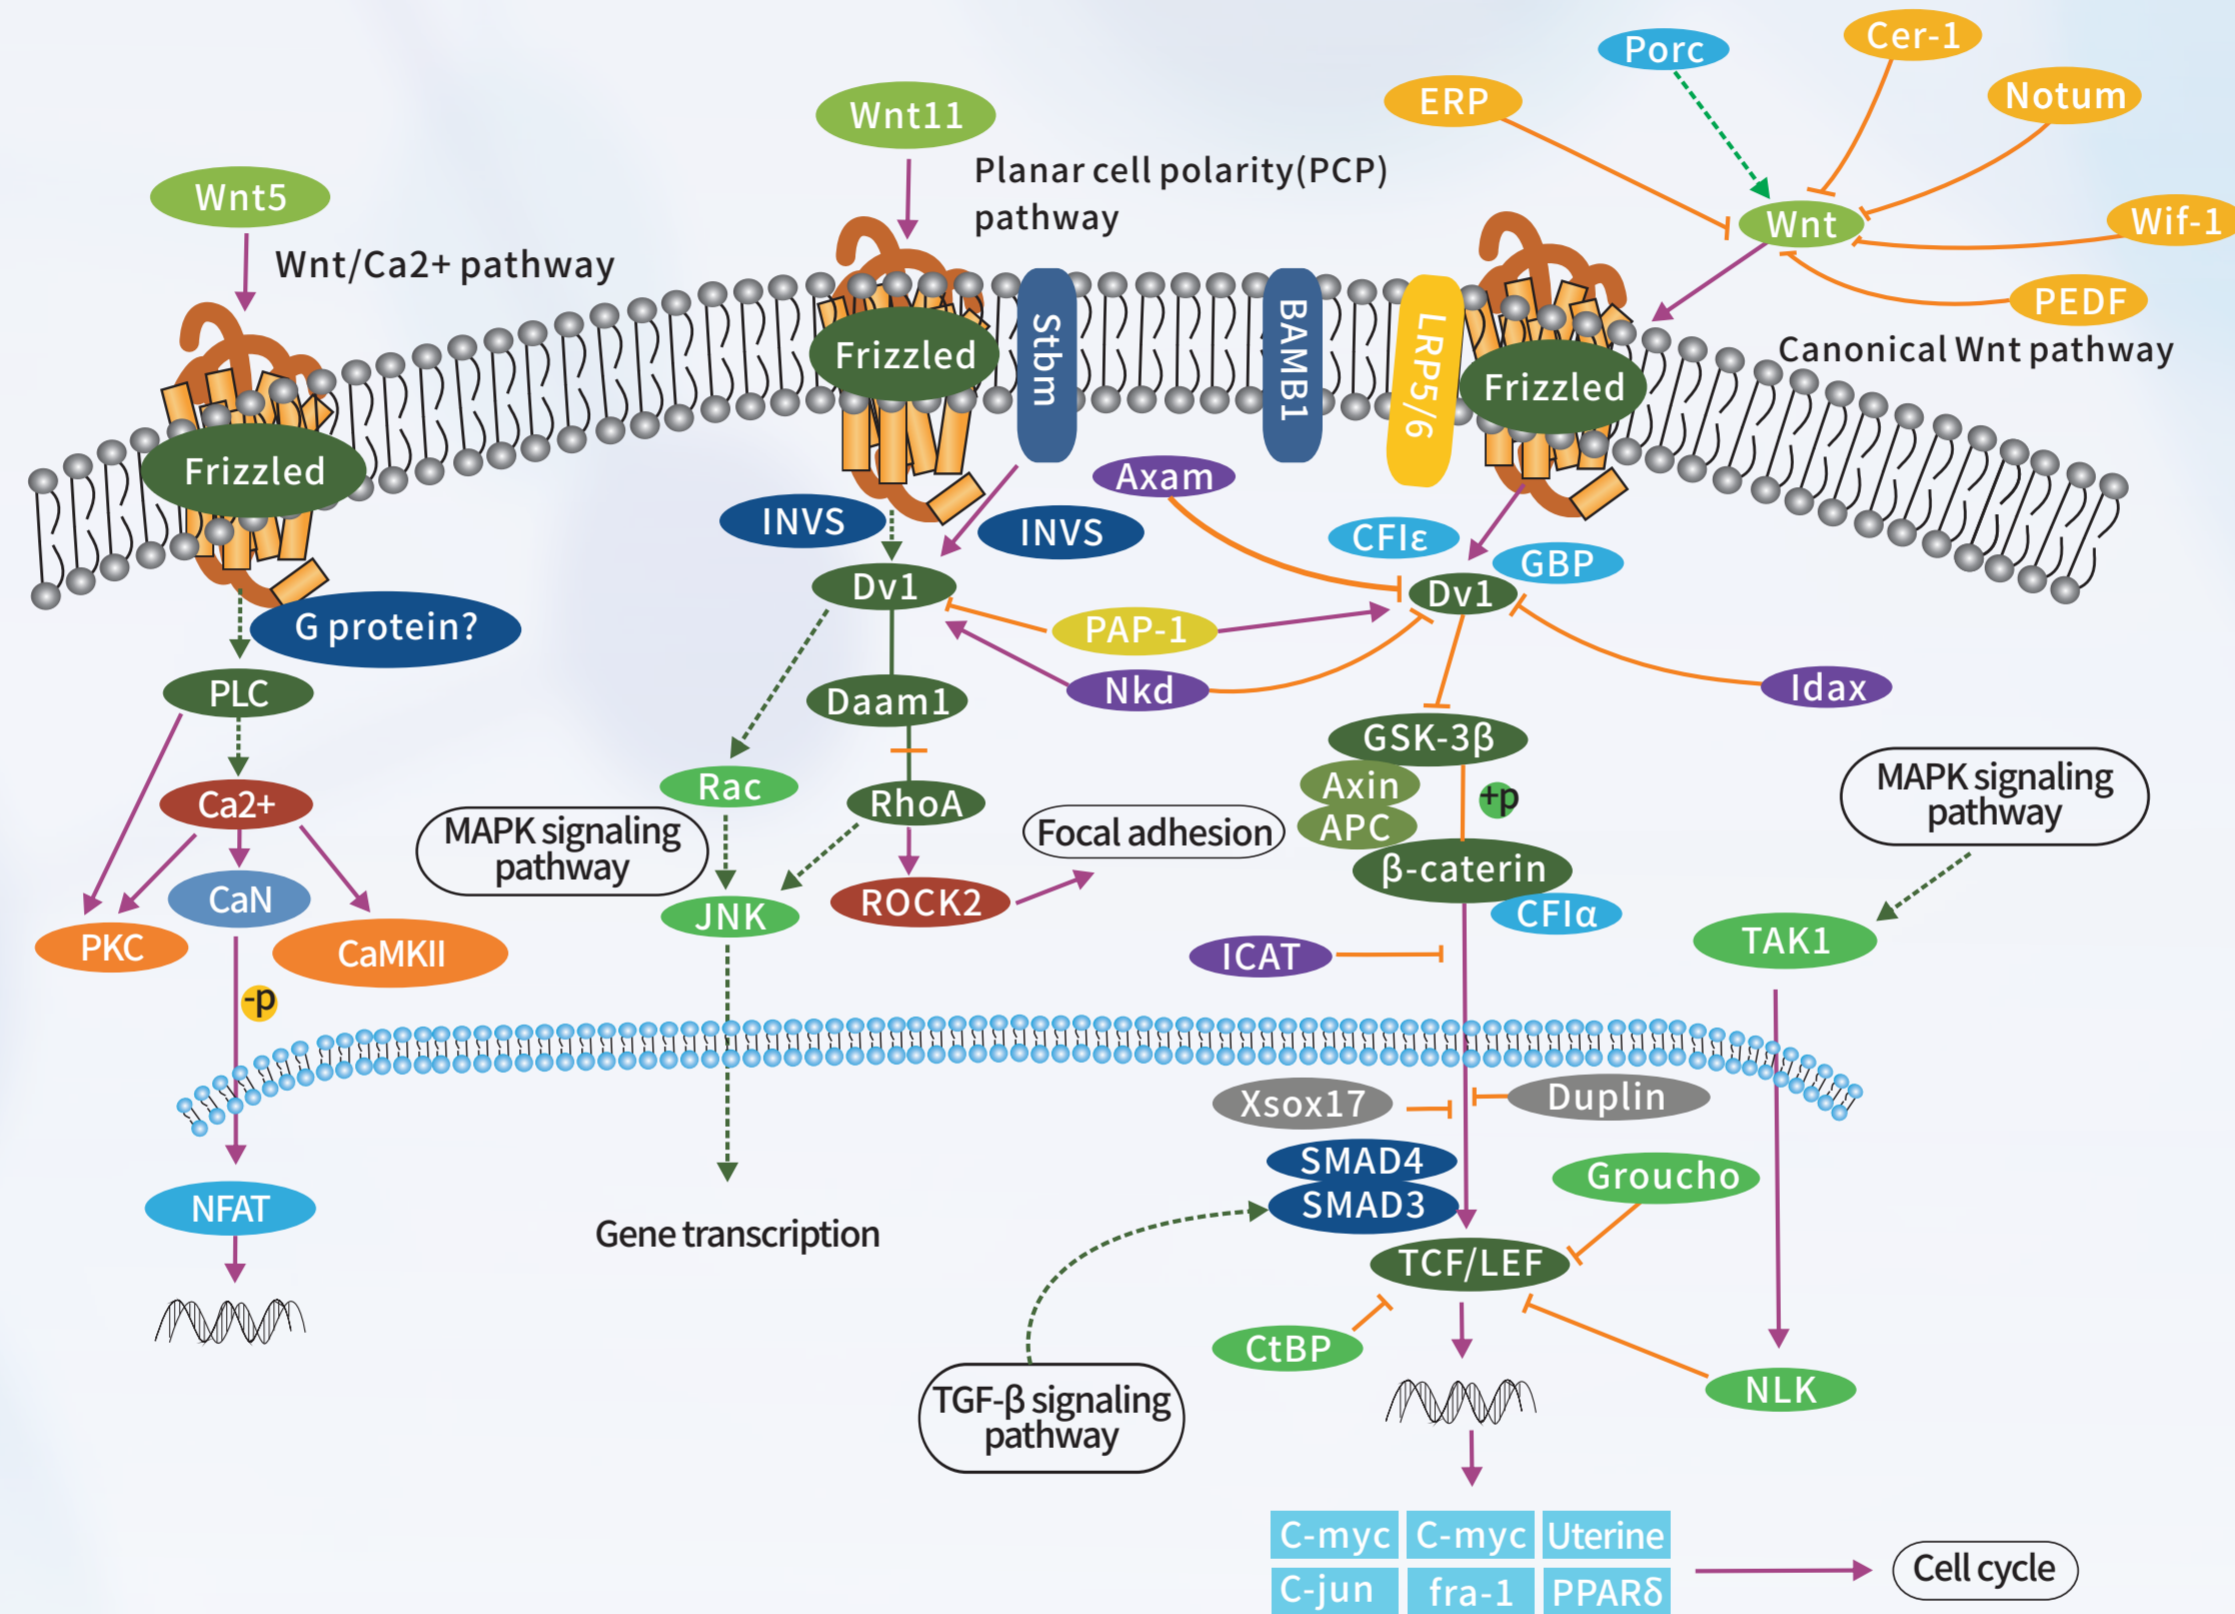 Porc
Cer-1
ERP
Notum
Wnt11
Planar cell polarity(PCP)
pathway
Wnt5
Wnt
Wif-1
Wnt/Ca2+ pathway
PEDF
Canonical Wnt pathway
Frizzled
Stbm
BAMB1
LRP5/6
Frizzled
Frizzled
Axam
INVS
INVS
CFIε
GBP
Dv1
Dv1
G protein?
PAP-1
PLC
Daam1
Nkd
Idax
GSK-3β
Axin
+p
APC
MAPK signaling
pathway
Rac
RhoA
Ca2+
MAPK signaling
pathway
Focal adhesion
β-caterin
CaN
JNK
ROCK2
CFIα
PKC
CaMKII
ICAT
TAK1
-p
Xsox17
Duplin
SMAD4
SMAD3
Groucho
NFAT
Gene transcription
TCF/LEF
CtBP
NLK
TGF-β signaling
pathway
C-myc
C-myc
Uterine
C-jun
fra-1
PPARδ
Cell cycle